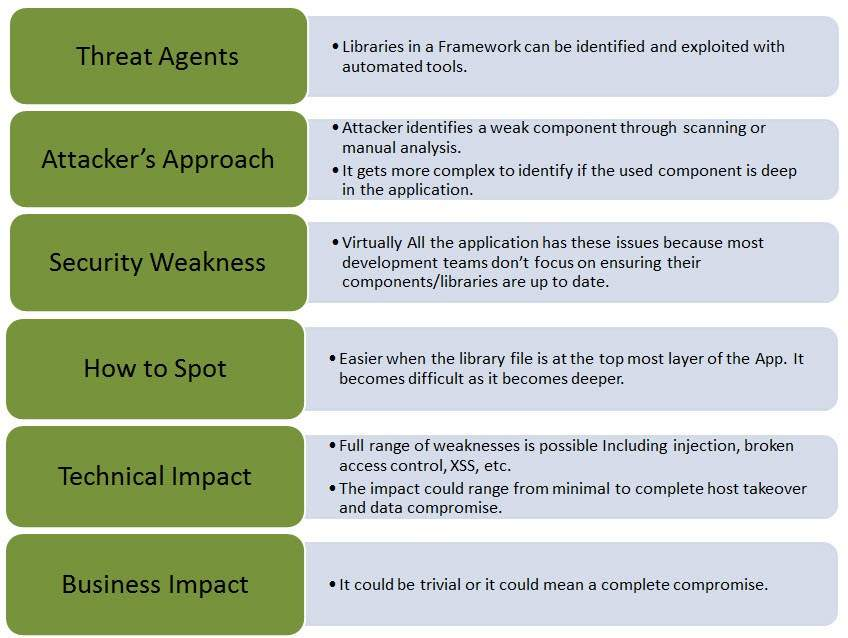 Threat Agents
• Libraries in a Framework can be identified and exploited with
automated tools.
Attacker’s Approach
• Attacker identifies a weak component through scanning or
manual analysis.
• It gets more complex to identify if the used component is deep
in the application.
Security Weakness
• Virtually All the application has these issues because most
development teams don’t focus on ensuring their
components/libraries are up to date.
How to Spot
• Easier when the library file is at the top most layer of the App. It
becomes difficult as it becomes deeper.
Technical Impact
• Full range of weaknesses is possible Including injection, broken
access control, XSS, etc.
• The impact could range from minimal to complete host takeover
and data compromise.
Business Impact
• It could be trivial or it could mean a complete compromise.